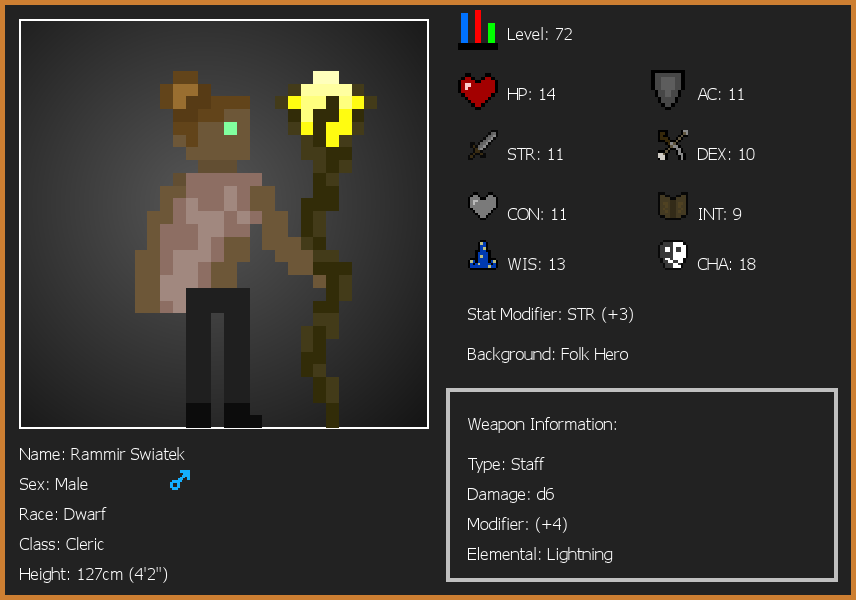 Level: 72
HP: 14
AC: 11
STR: 11
DEX: 10
CON: 11
INT: 9
WIS: 13
CHA: 18
Stat Modifier: STR (+3)
Background: Folk Hero
Weapon Information:
Type: Staff
Damage: d6
Modifier: (+4)
Elemental: Lightning
Name: Rammir Swiatek
Sex: Male
Race: Dwarf
Class: Cleric
Height: 127cm (4'2")